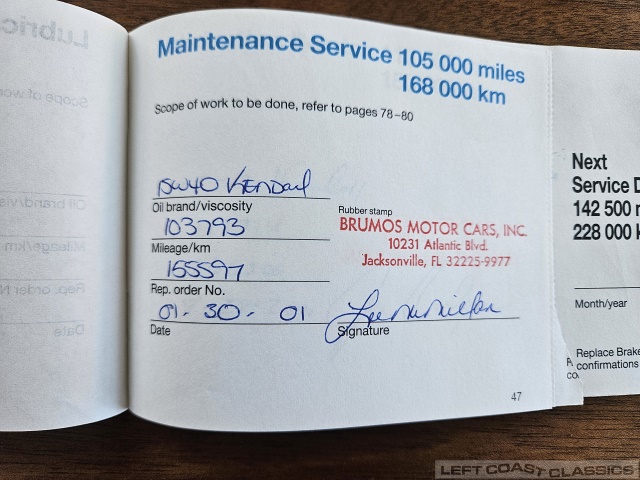 Maintenance Service 105 000 miles
168 000 km
Scope of work to be done, refer to pages 78–80
15W40 Kendall
Oil brand/viscosity
103793
Mileage/km
155597
Rep. order No.
01-30-01
Date
Rubber stamp
BRUMOS MOTOR CARS, INC.
10231 Atlantic Blvd.
Jacksonville, FL 32225-9977
Signature
47
Next
Service D
142 500 m
228 000 k
Month/year
Replace Brake
confirmations
LEFT COAST CLASSICS